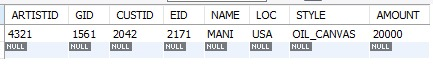 ARTISTID GID CUSTID EID NAME LOC STYLE AMOUNT
4321 1561 2042 2171 MANI USA OIL_CANVAS 20000
NULL NULL NULL NULL NULL NULL NULL NULL